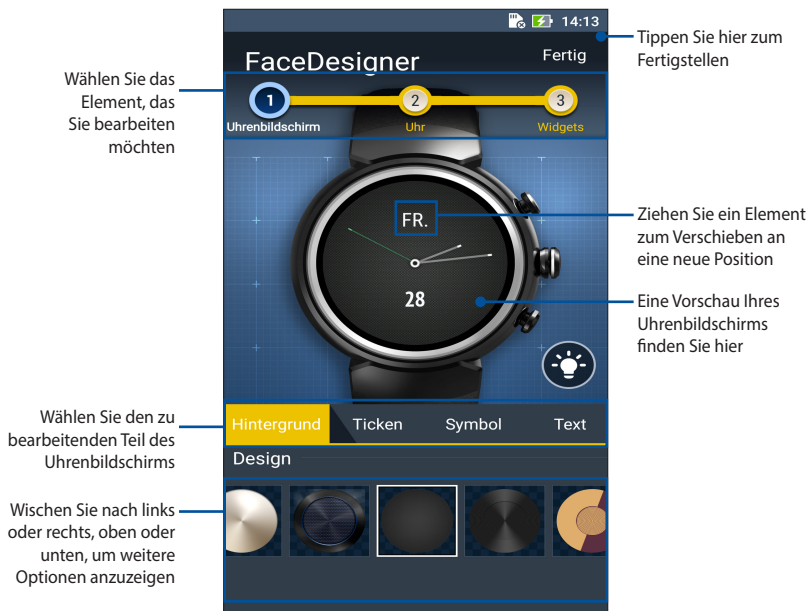 14:13
FaceDesigner
Fertig
Tippen Sie hier zum
Fertigstellen
Wählen Sie das
Element, das
Sie bearbeiten
möchten
1
2
3
Uhrenbildschirm
Uhr
Widgets
FR.
28
Ziehen Sie ein Element
zum Verschieben an
eine neue Position
Eine Vorschau Ihres
Uhrenbildschirms
finden Sie hier
Wählen Sie den zu
bearbeitenden Teil des
Uhrenbildschirms
Hintergrund
Ticken
Symbol
Text
Design
Wischen Sie nach links
oder rechts, oben oder
unten, um weitere
Optionen anzuzeigen